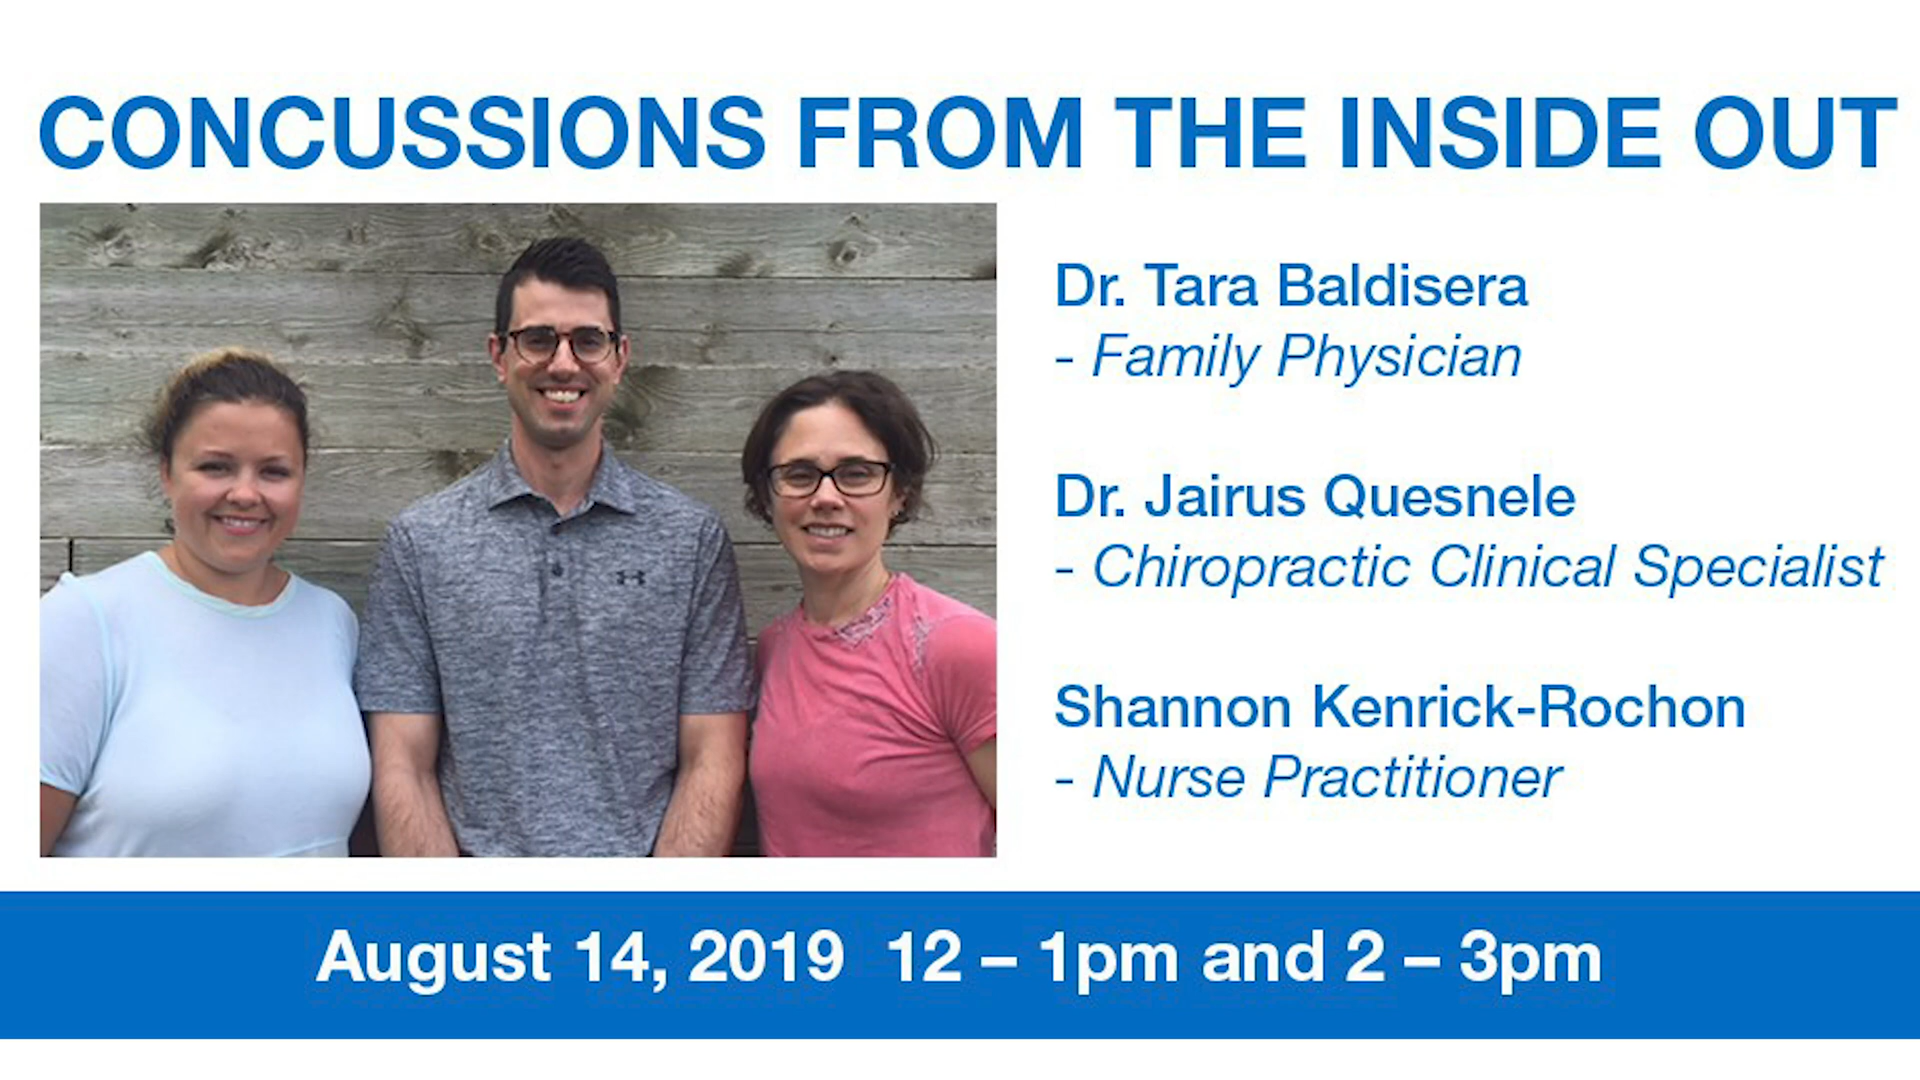 CONCUSSIONS FROM THE INSIDE OUT
Dr. Tara Baldisera
- Family Physician
Dr. Jairus Quesnele
- Chiropractic Clinical Specialist
Shannon Kenrick-Rochon
- Nurse Practitioner
August 14, 2019 12 – 1pm and 2 – 3pm